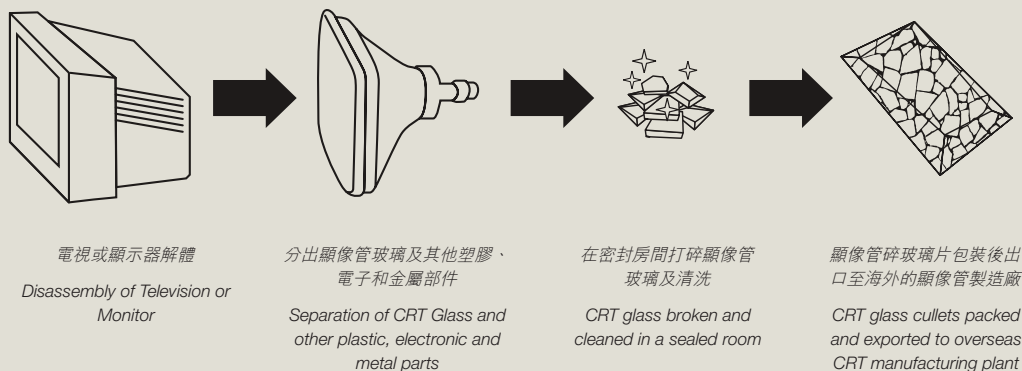 電視或顯示器解體
Disassembly of Television or
Monitor
分出顯像管玻璃及其他塑膠、
電子和金屬部件
Separation of CRT Glass and
other plastic, electronic and
metal parts
在密封房間打碎顯像管
玻璃及清洗
CRT glass broken and
cleaned in a sealed room
顯像管碎玻璃片包裝後出
口至海外的顯像管製造廠
CRT glass cullets packed
and exported to overseas
CRT manufacturing plant